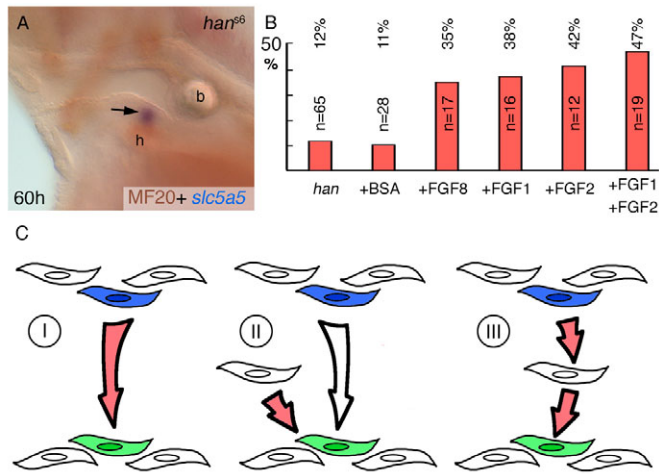 A
han^s6
b
h
60h
MF20+ slc5a5
B
12% 11% 35% 38% 42% 47%
50
%
n=65 n=28 n=17 n=16 n=12 n=19
han +BSA +FGF8 +FGF1 +FGF2 +FGF1
+FGF2
C
I II III